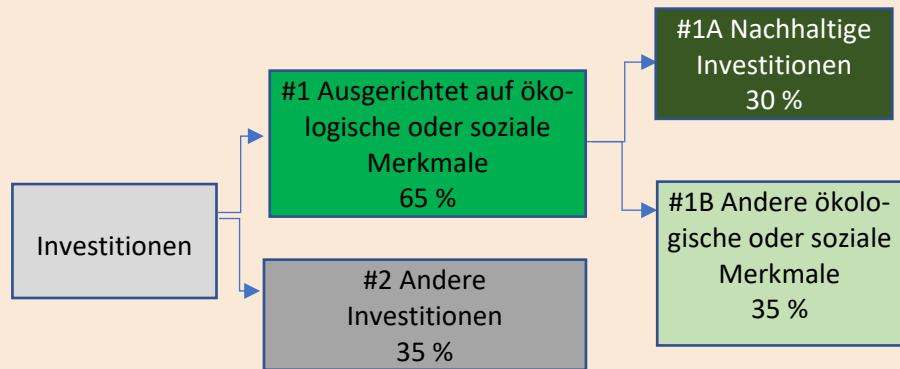 Investitionen
#1 Ausgerichtet auf öko-
logische oder soziale
Merkmale
65 %
#2 Andere
Investitionen
35 %
#1A Nachhaltige
Investitionen
30 %
#1B Andere ökolo-
gische oder soziale
Merkmale
35 %